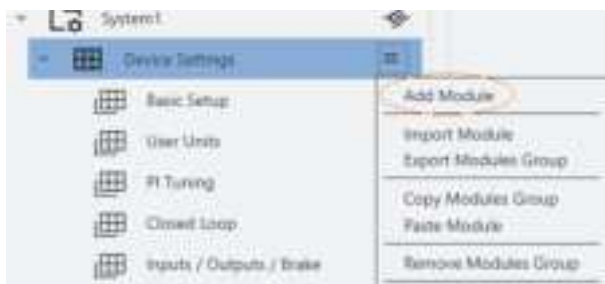 System1
Device Settings
Basic Setup
User Units
PI Tuning
Closed Loop
Inputs / Outputs / Brake
Add Module
Import Module
Export Modules Group
Copy Modules Group
Paste Module
Remove Modules Group